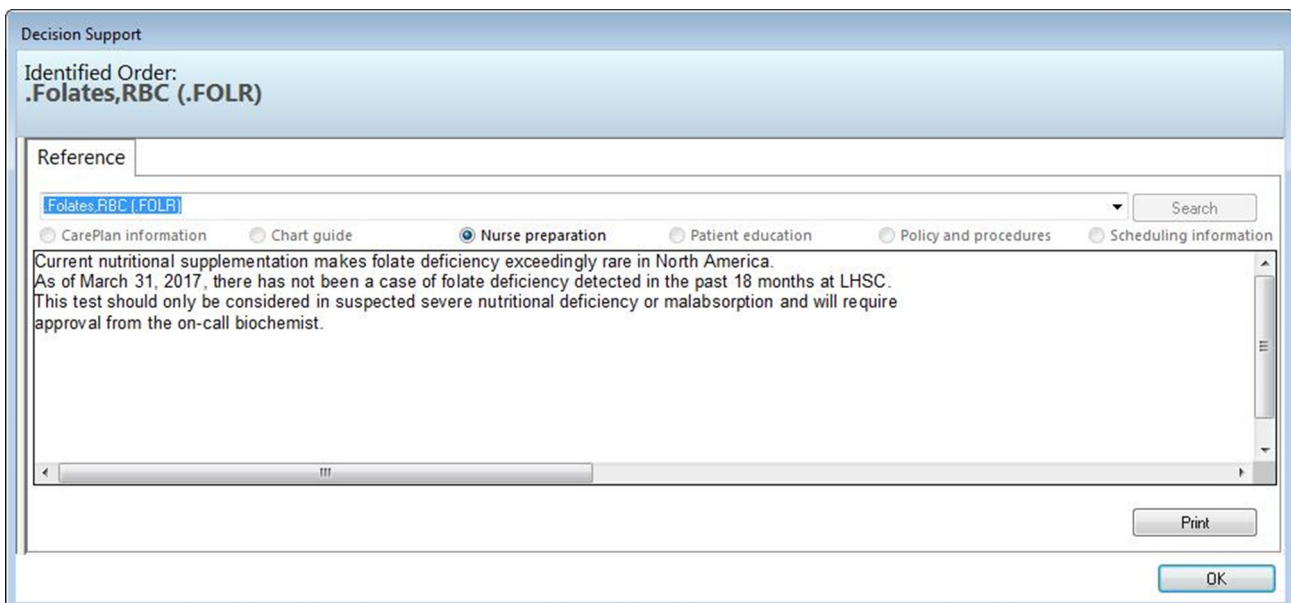 Decision Support
Identified Order:
.Folates,RBC (.FOLR)
Reference
.Folates,RBC (.FOLR)
Search
CarePlan information
Chart guide
Nurse preparation
Patient education
Policy and procedures
Scheduling information
Current nutritional supplementation makes folate deficiency exceedingly rare in North America.
As of March 31, 2017, there has not been a case of folate deficiency detected in the past 18 months at LHSC.
This test should only be considered in suspected severe nutritional deficiency or malabsorption and will require
approval from the on-call biochemist.
Print
OK